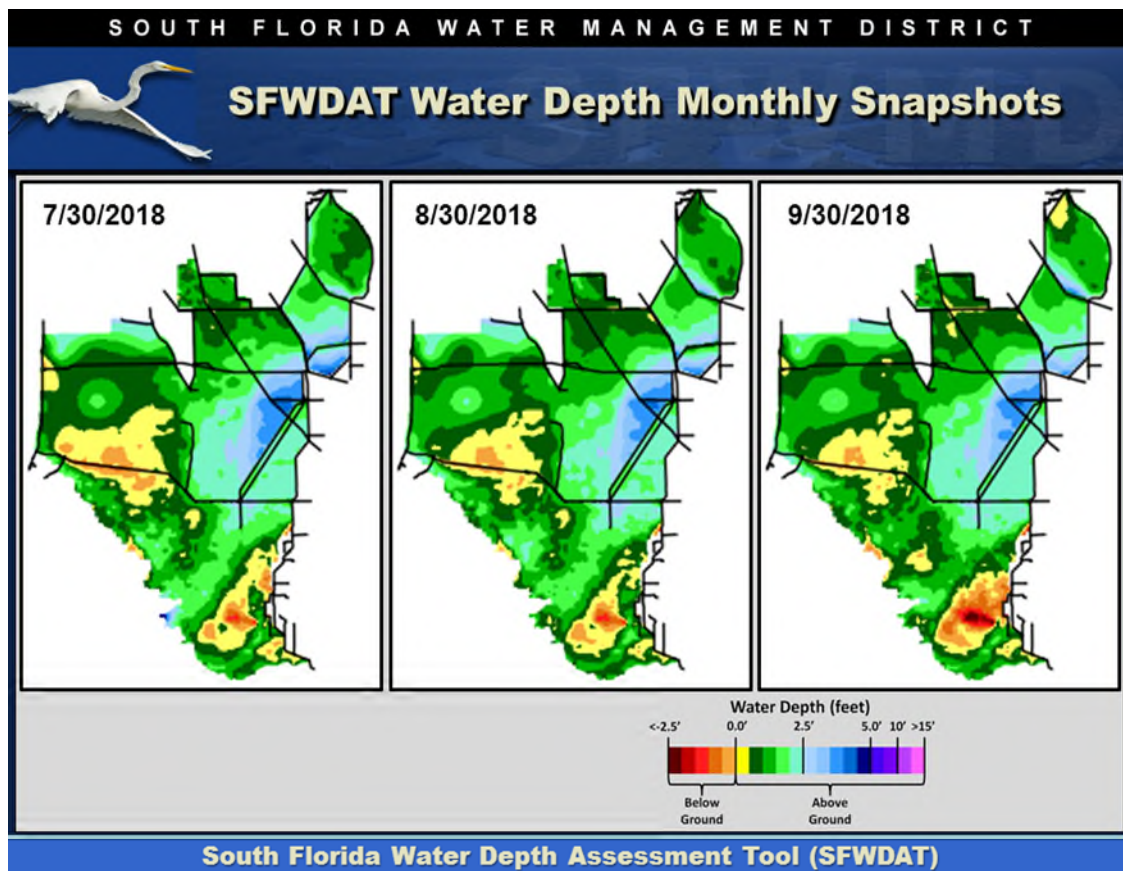 SOUTH FLORIDA WATER MANAGEMENT DISTRICT
SFWDAT Water Depth Monthly Snapshots
7/30/2018
8/30/2018
9/30/2018
Water Depth (feet)
<-2.5' 0.0' 2.5' 5.0' 10' >15'
Below Ground
Above Ground
South Florida Water Depth Assessment Tool (SFWDAT)